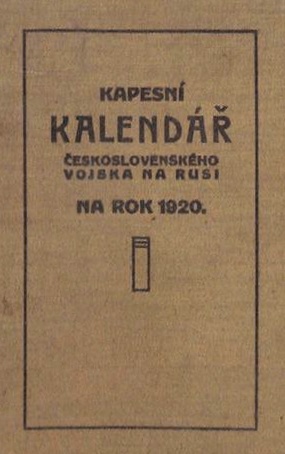 KAPESNÍ
KALENDÁŘ
ČESKOSLOVENSKÉHO
VOJSKA NA RUSI
NA ROK 1920.